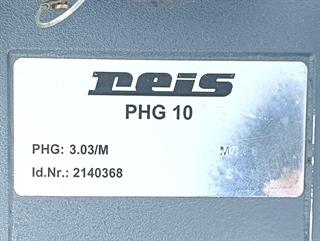 reis
PHG 10
PHG: 3.03/M M
Id.Nr.: 2140368